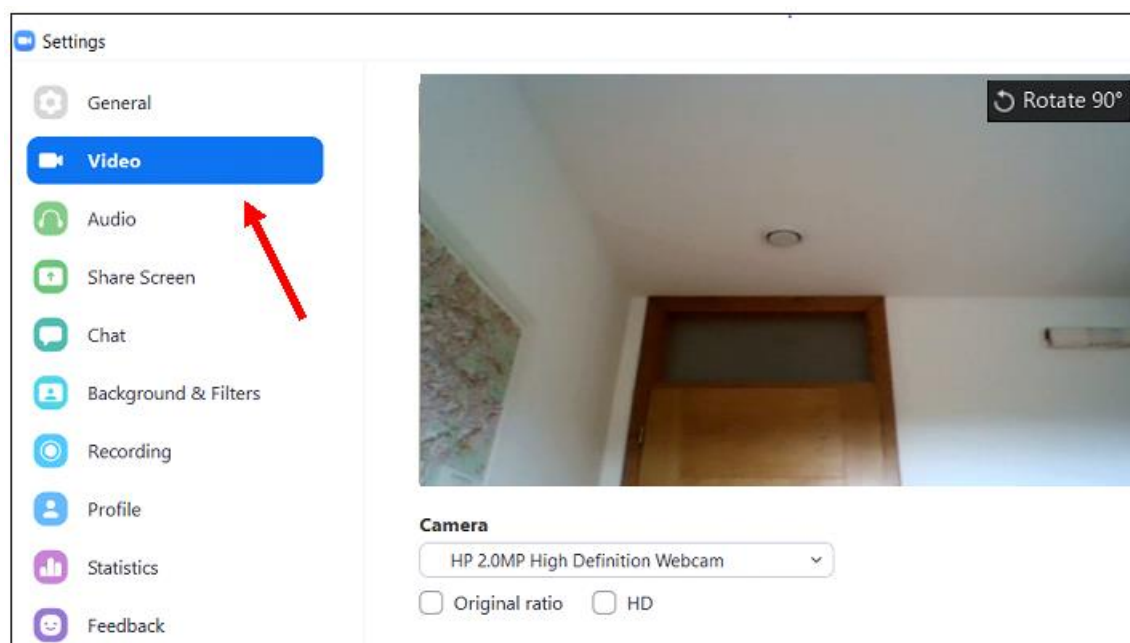 Settings
General
Video
Audio
Share Screen
Chat
Background & Filters
Recording
Profile
Statistics
Feedback
Rotate 90°
Camera
HP 2.0MP High Definition Webcam
Original ratio HD